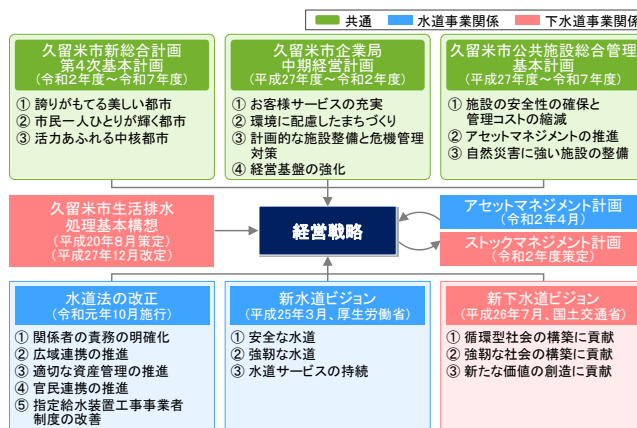 共通
水道事業関係
下水道事業関係
久留米市新総合計画
第4次基本計画
（令和2年度～令和7年度）
① 誇りがもてる美しい都市
② 市民一人ひとりが輝く都市
③ 活力あふれる中核都市
久留米市企業局
中期経営計画
（平成27年度～令和2年度）
① お客様サービスの充実
② 環境に配慮したまちづくり
③ 計画的な施設整備と危機管理
対策
④ 経営基盤の強化
久留米市公共施設総合管理
基本計画
（平成27年度～令和7年度）
① 施設の安全性の確保と
管理コストの縮減
② アセットマネジメントの推進
③ 自然災害に強い施設の整備
久留米市生活排水
処理基本構想
（平成20年8月策定）
（平成27年12月改定）
経営戦略
アセットマネジメント計画
（令和2年4月）
ストックマネジメント計画
（令和2年度策定）
水道法の改正
（令和元年10月施行）
① 関係者の責務の明確化
② 広域連携の推進
③ 適切な資産管理の推進
④ 官民連携の推進
⑤ 指定給水装置工事事業者
制度の改善
新水道ビジョン
（平成25年3月、厚生労働省）
① 安全な水道
② 強靱な水道
③ 水道サービスの持続
新下水道ビジョン
（平成26年7月、国土交通省）
① 循環型社会の構築に貢献
② 強靱な社会の構築に貢献
③ 新たな価値の創造に貢献